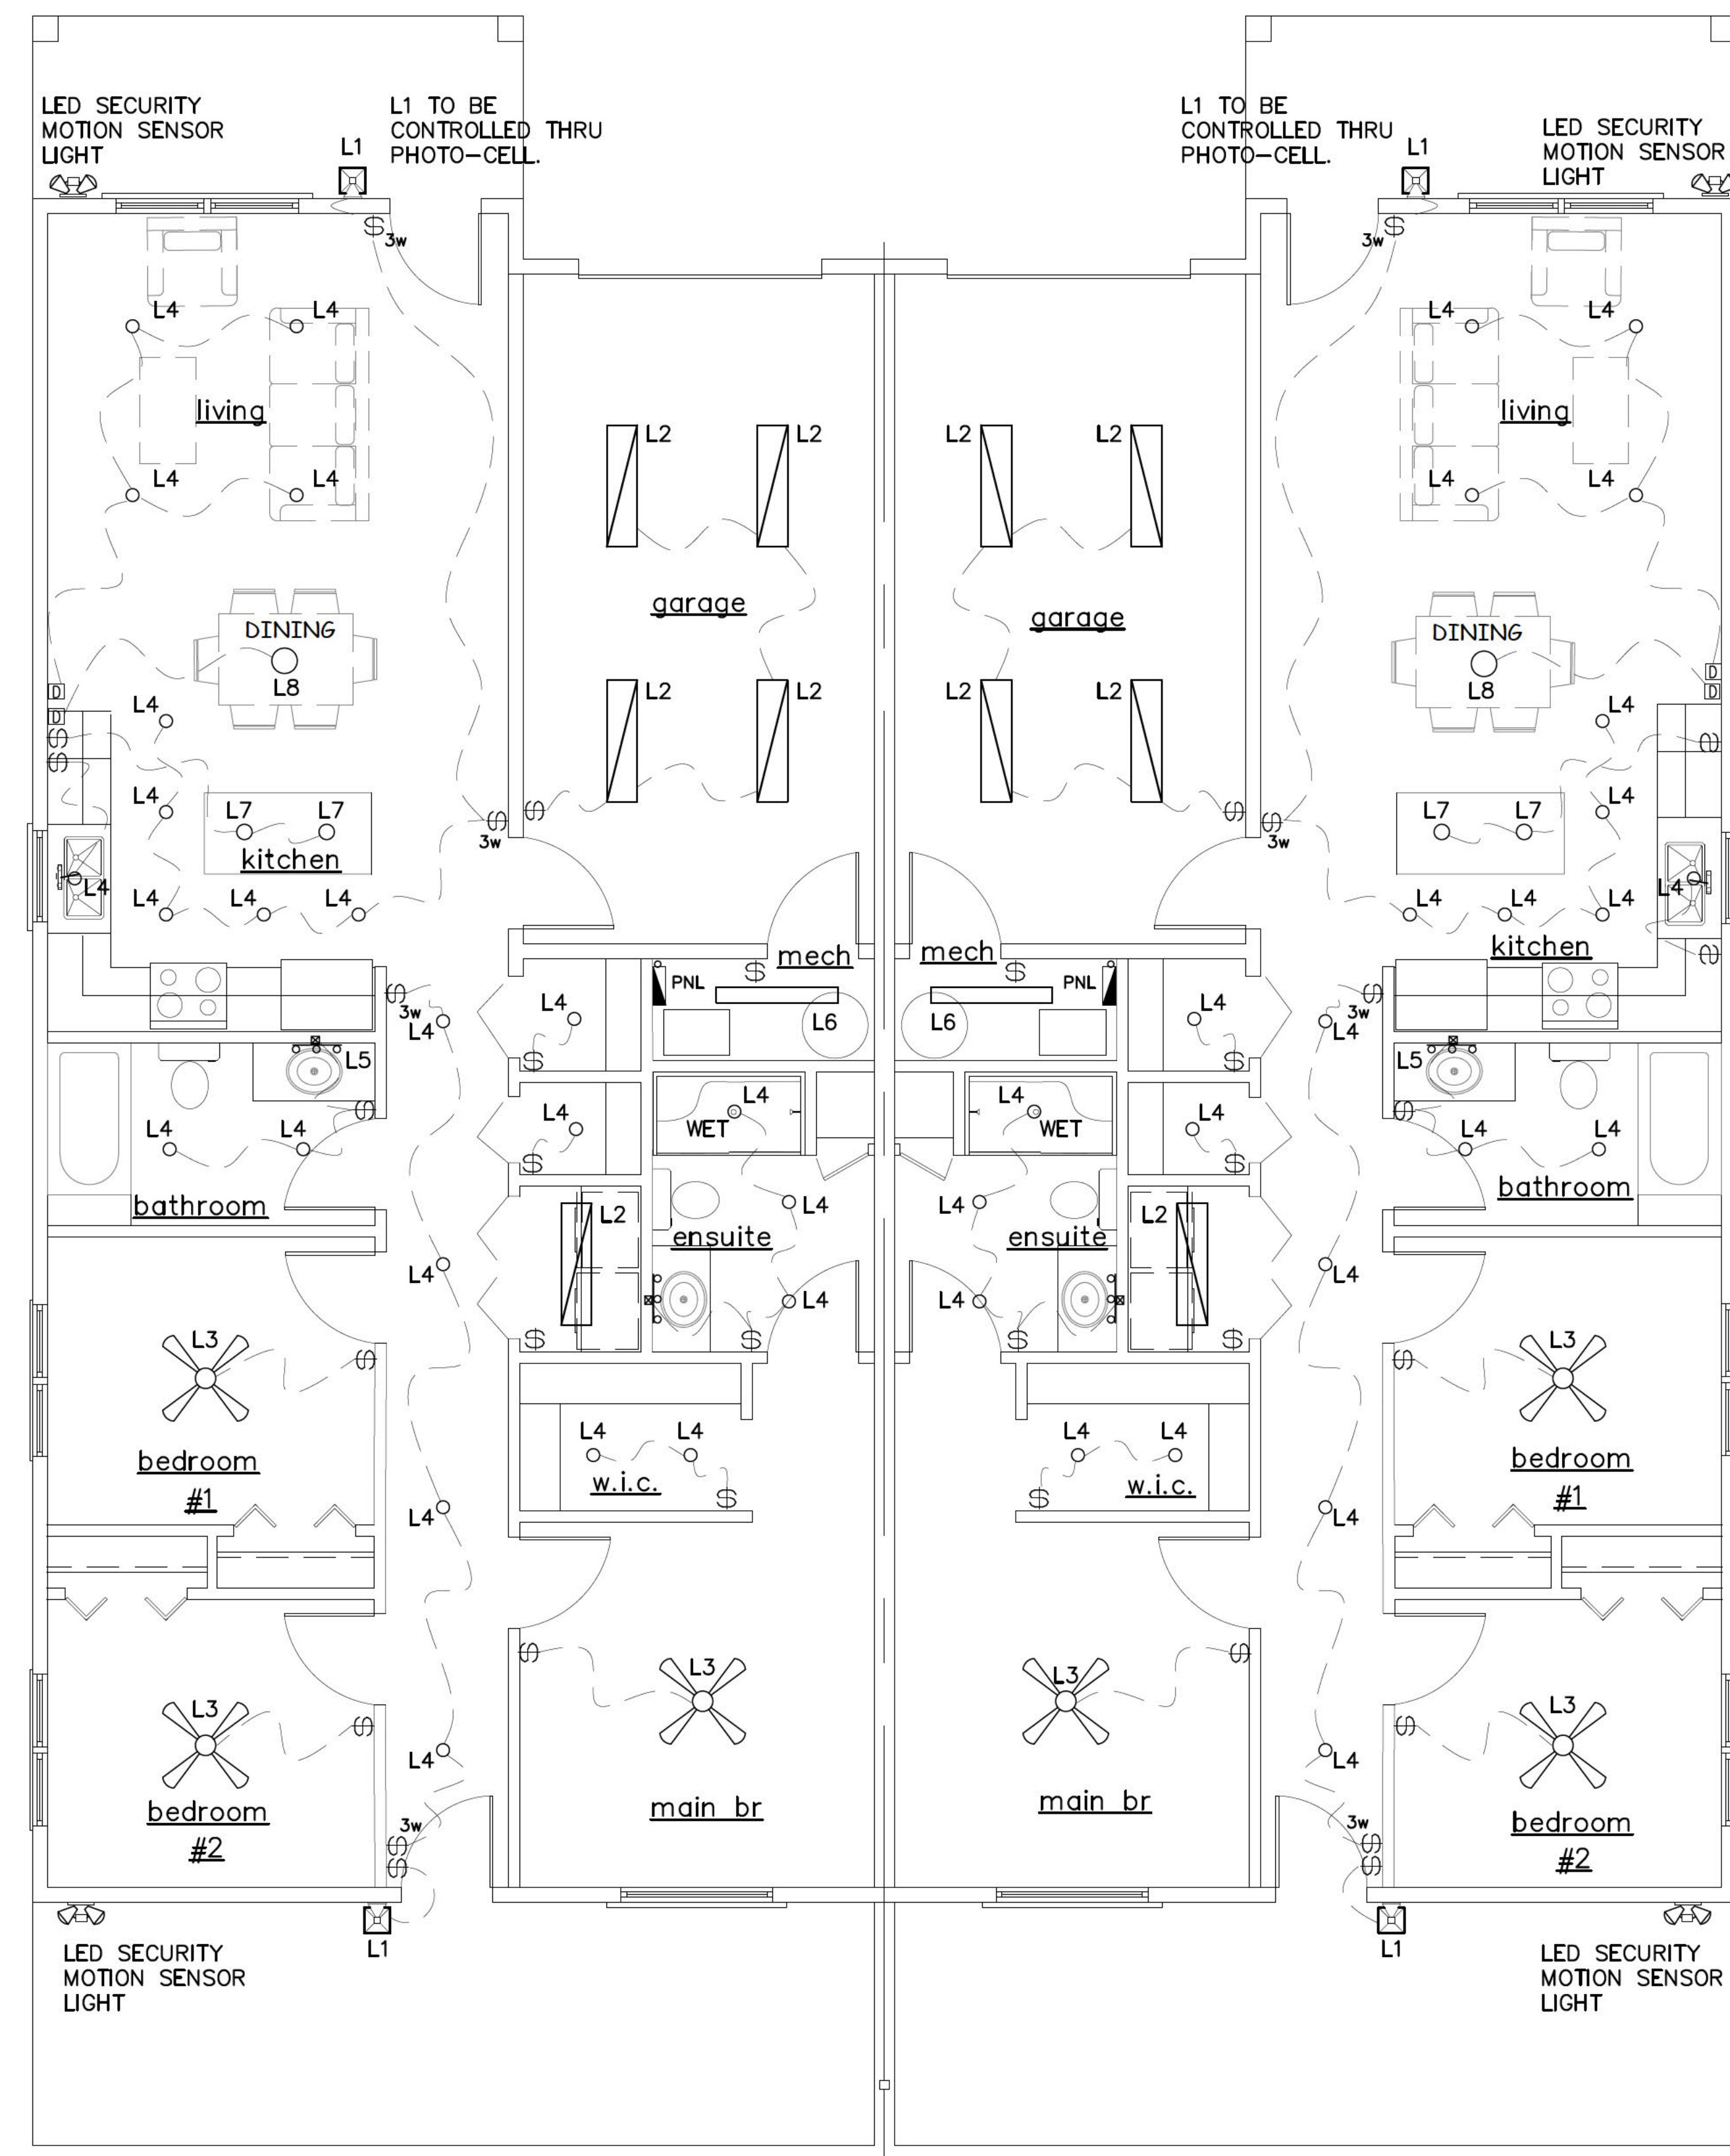 LED SECURITY
MOTION SENSOR
LIGHT
L1 TO BE
CONTROLLED THRU
PHOTO-CELL.
L1
L1 TO BE
CONTROLLED THRU
PHOTO-CELL.
L1
LED SECURITY
MOTION SENSOR
LIGHT
$ 3w
3w $
L4 L4
L4 L4
living
living
L4 L4
L4 L4
L2 L2
L2 L2
garage
garage
DINING
L8
DINING
L8
D
D
D
D
L2 L2
L2 L2
L4
L4
$
$
$
L4
L7 L7
kitchen
L4
L7 L7
$
3w
$
$
$
3w
L4
L4 L4 L4
L4 L4 L4
L4
kitchen
$
mech
mech
$
3w
$
PNL
$
PNL
$
3w
L4
L4
L4
L4
L6
L6
$
$
L5
L5
$
$
L4
L4
WET
L4
WET
L4
$
$
L4 L4
L4 L4
bathroom
bathroom
L4
L4
L2
L2
ensuite
ensuite
L4
L4
L4
L4
$
$
$
$
L3
$
L3
$
bedroom
#1
bedroom
#1
L4 L4
w.i.c.
$
L4 L4
w.i.c.
$
L4
L4
$
L3
$
L3
L3
$
L3
$
L4
L4
bedroom
#2
main br
main br
bedroom
#2
3w
$
$
3w
$
$
L1
L1
LED SECURITY
MOTION SENSOR
LIGHT
LED SECURITY
MOTION SENSOR
LIGHT